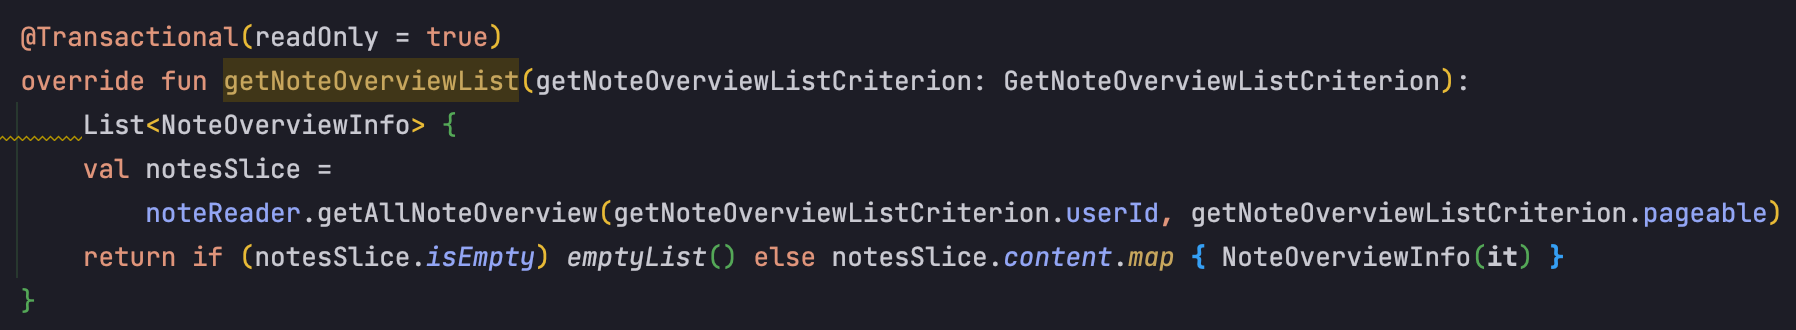 @Transactional(readOnly = true)
override fun getNoteOverviewList(getNoteOverviewListCriterion: GetNoteOverviewListCriterion):
    List<NoteOverviewInfo> {
    val notesSlice =
        noteReader.getAllNoteOverview(getNoteOverviewListCriterion.userId, getNoteOverviewListCriterion.pageable)
    return if (notesSlice.isEmpty) emptyList() else notesSlice.content.map { NoteOverviewInfo(it) }
}